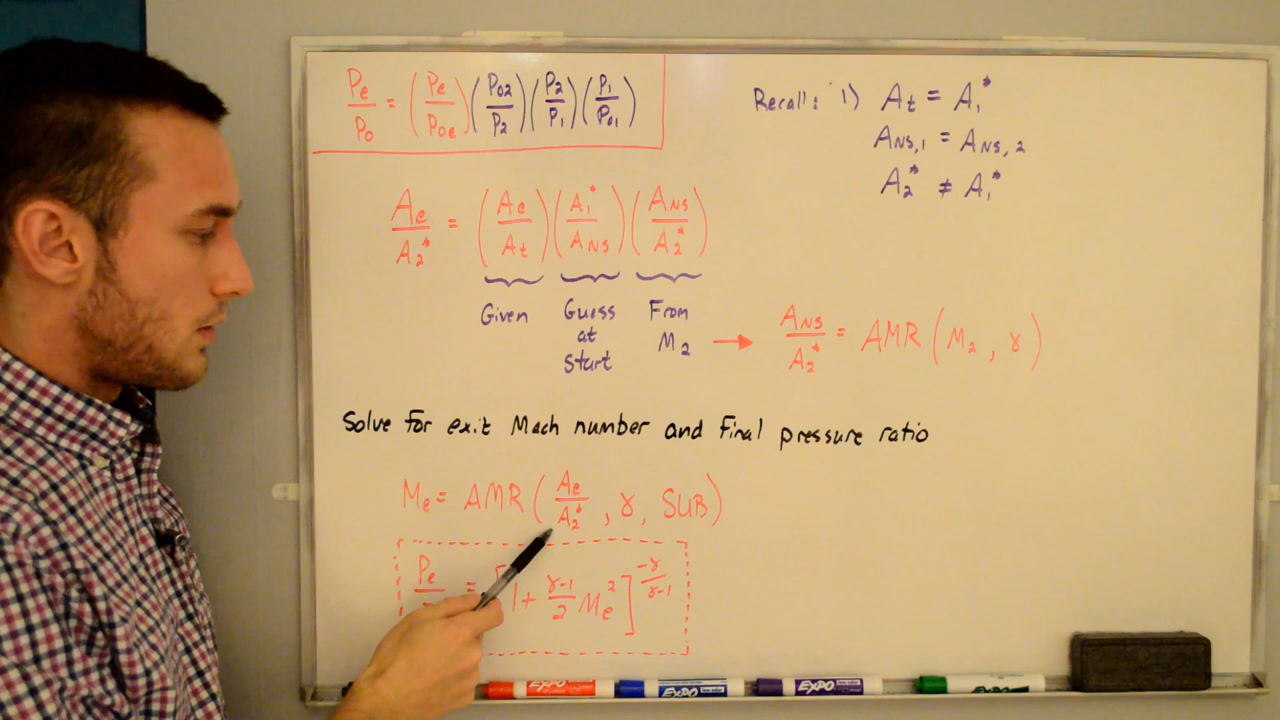 Pe/Po = (Pe/Poe)(Po2/P2)(P2/P1)(P1/Po1)
Recall: 1) At = A1*
ANS,1 = ANS,2
A2* ≠ A1*
Ae/A2* = (Ae/At)(A1*/ANS)(ANS/A2*)
Given Guess at start From M2 → ANS/A2* = AMR(M2, γ)
Solve for exit Mach number and final pressure ratio
Me = AMR(Ae/A2*, γ, SUB)
Pe = [1 + γ-1/2 Me²]^(-γ/γ-1)
EXPO EXPO EXPO